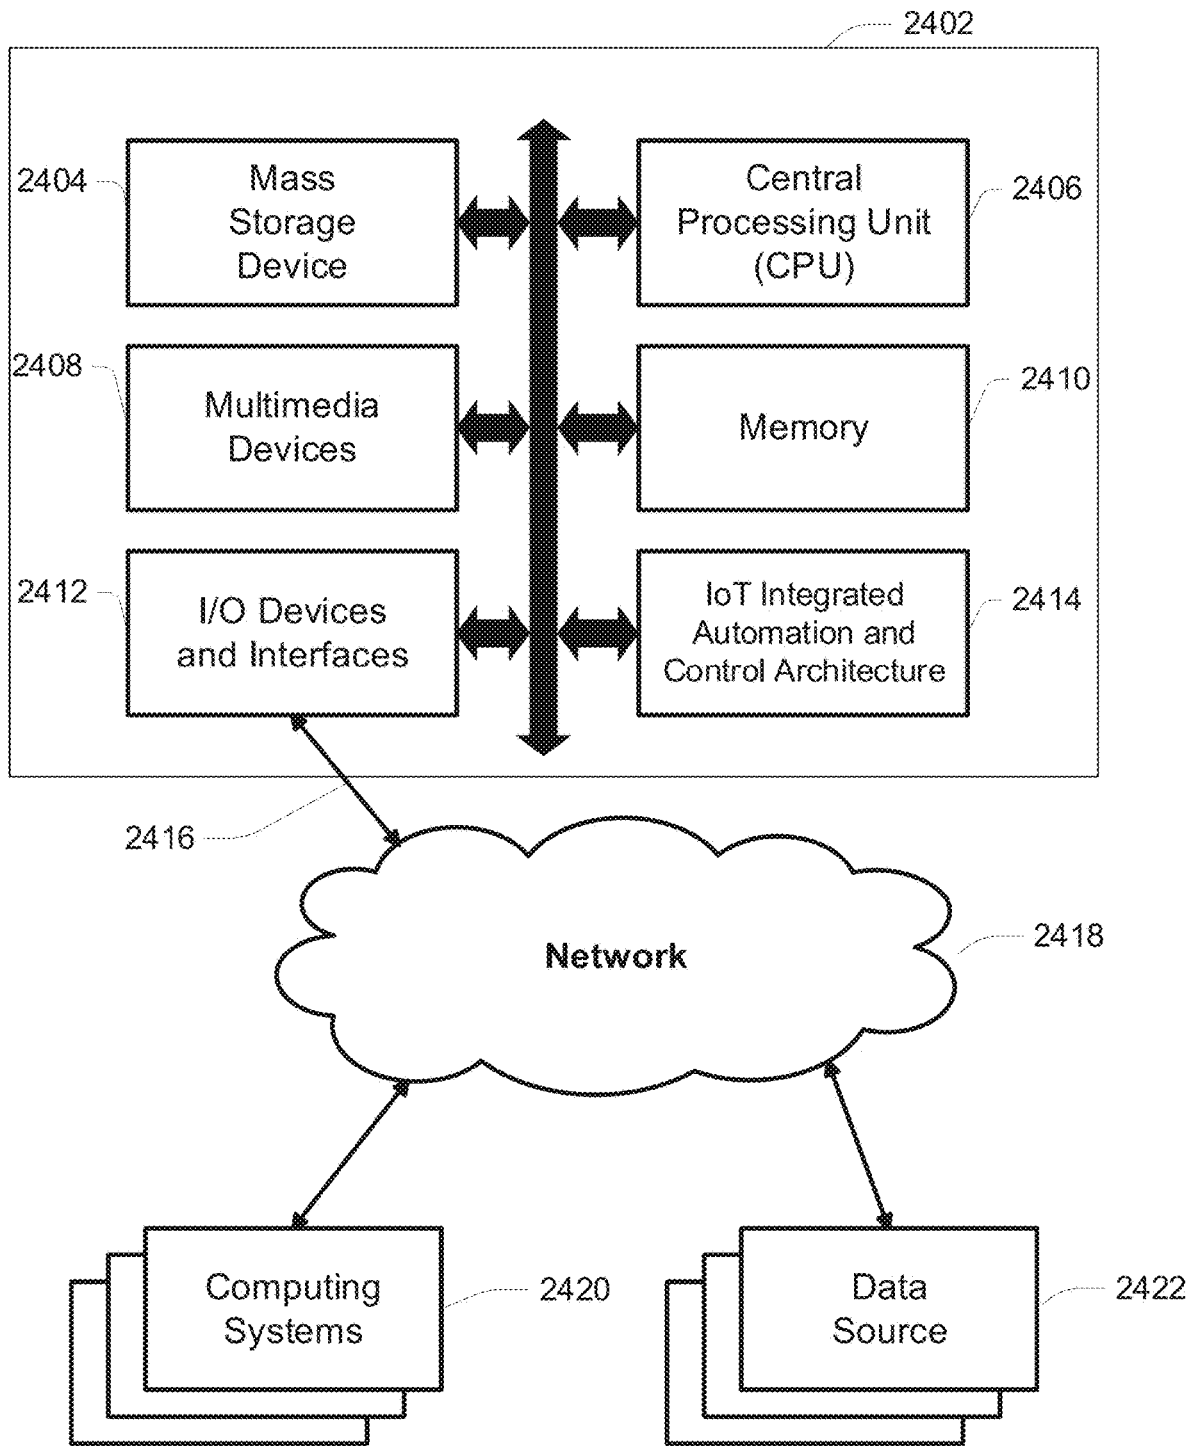 2402
2404
Mass
Storage
Device
Central
Processing Unit
(CPU)
2406
2408
Multimedia
Devices
Memory
2410
2412
I/O Devices
and Interfaces
IoT Integrated
Automation and
Control Architecture
2414
2416
Network
2418
Computing
Systems
2420
Data
Source
2422